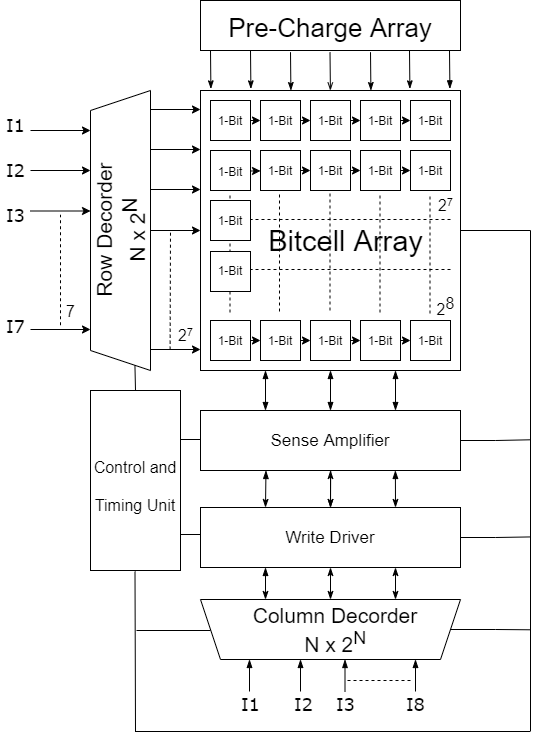 Pre-Charge Array
I1
I2
I3
7
I7
Row Decorder
N x 2^N
2^7
1-Bit 1-Bit 1-Bit 1-Bit 1-Bit
1-Bit 1-Bit 1-Bit 1-Bit 1-Bit
1-Bit
2^7
Bitcell Array
1-Bit
2^8
1-Bit 1-Bit 1-Bit 1-Bit 1-Bit
Control and
Timing Unit
Sense Amplifier
Write Driver
Column Decorder
N x 2^N
I1 I2 I3 I8